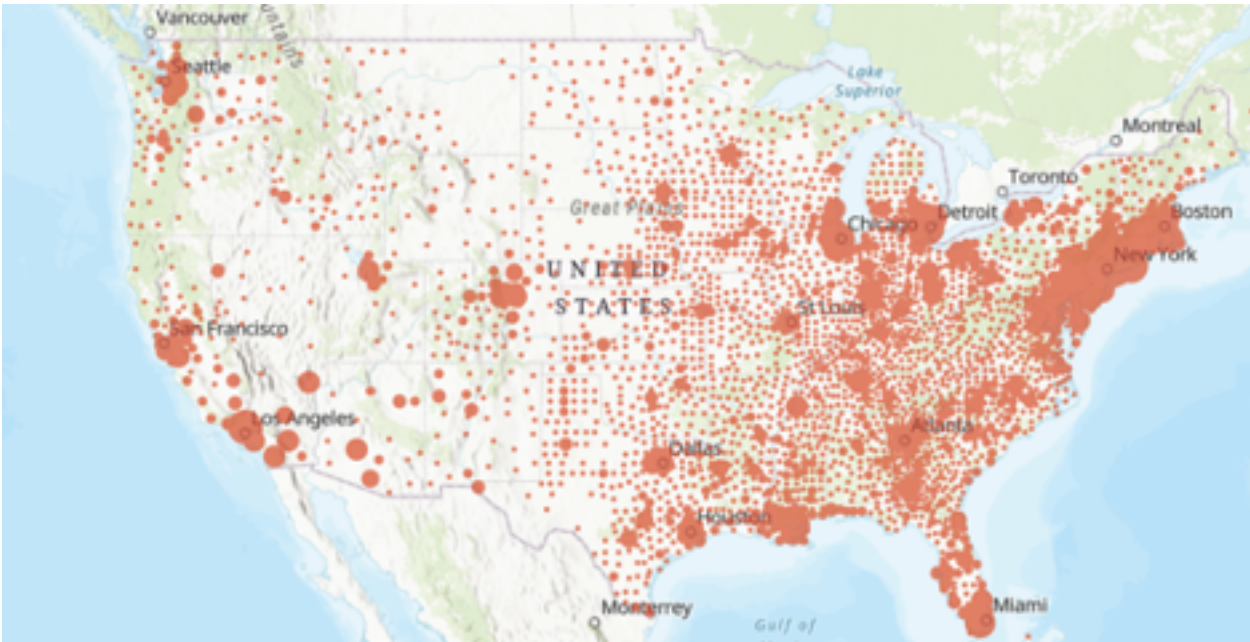 Vancouver
untains
Seattle
Lake
Superior
Montreal
Toronto
Great Plains
Detroit
Boston
Chicago
New York
UNITED
STATES
St Louis
San Francisco
Los Angeles
Atlanta
Dallas
Houston
Monterrey
Miami
Gulf of